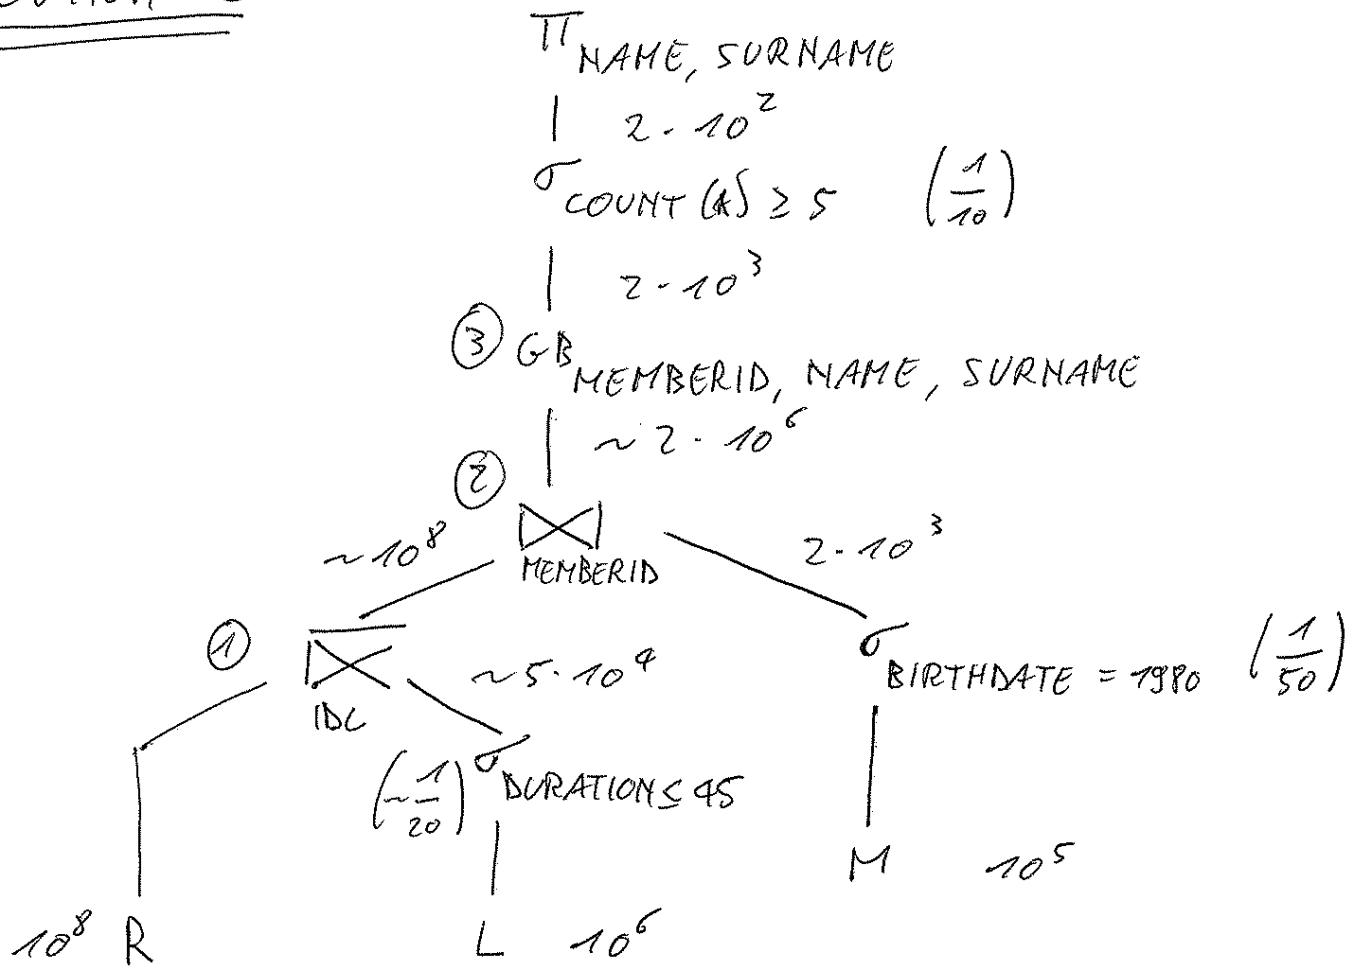 π NAME, SURNAME
2 · 10²
σ COUNT(*) ≥ 5 (1/10)
2 · 10³
③ GB MEMBERID, NAME, SURNAME
~ 2 · 10⁶
②
~10⁸ ⋈ MEMBERID 2 · 10³
① ⋈ IDL ~5 · 10⁴
σ BIRTHDATE = 1980 (1/50)
(~1/20) σ DURATION ≤ 45
M 10⁵
10⁸ R L 10⁶